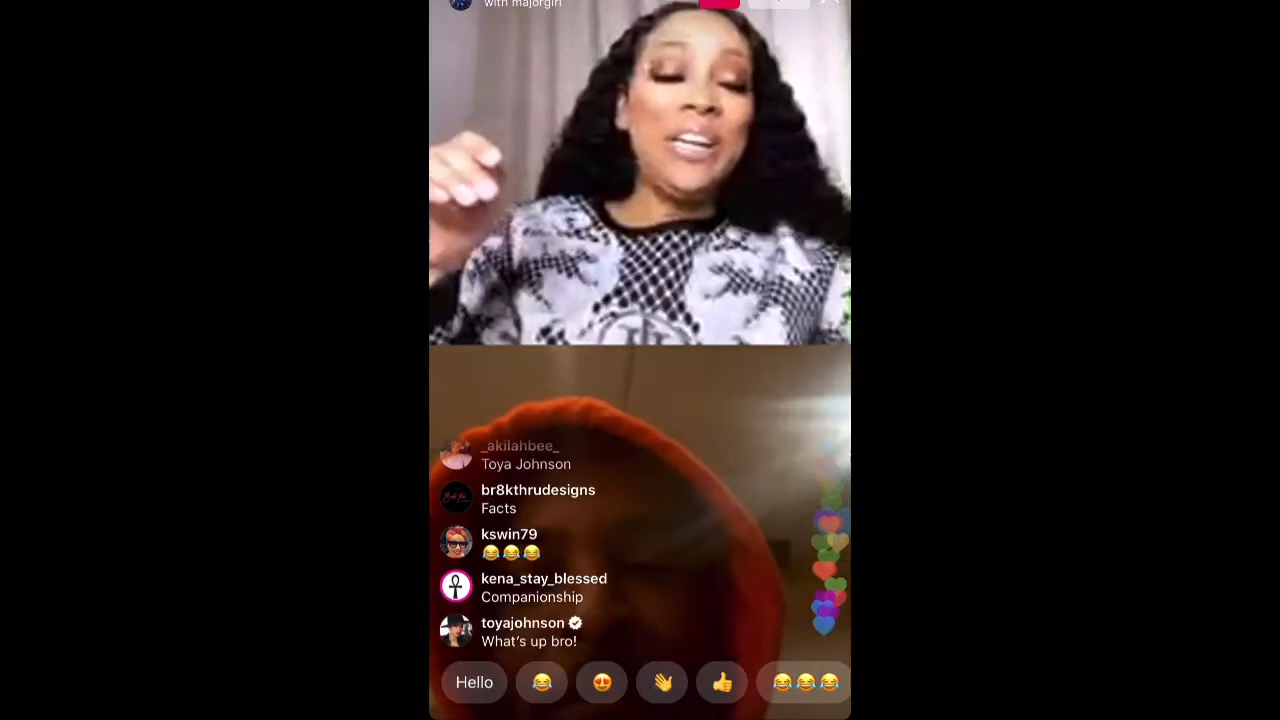 with majorgirl
_akilahbee_
Toya Johnson
br8kthrudesigns
Facts
kswin79
😂😂😂
kena_stay_blessed
Companionship
toyajohnson
What's up bro!
Hello 😂 😍 👋 👍 😂😂😂